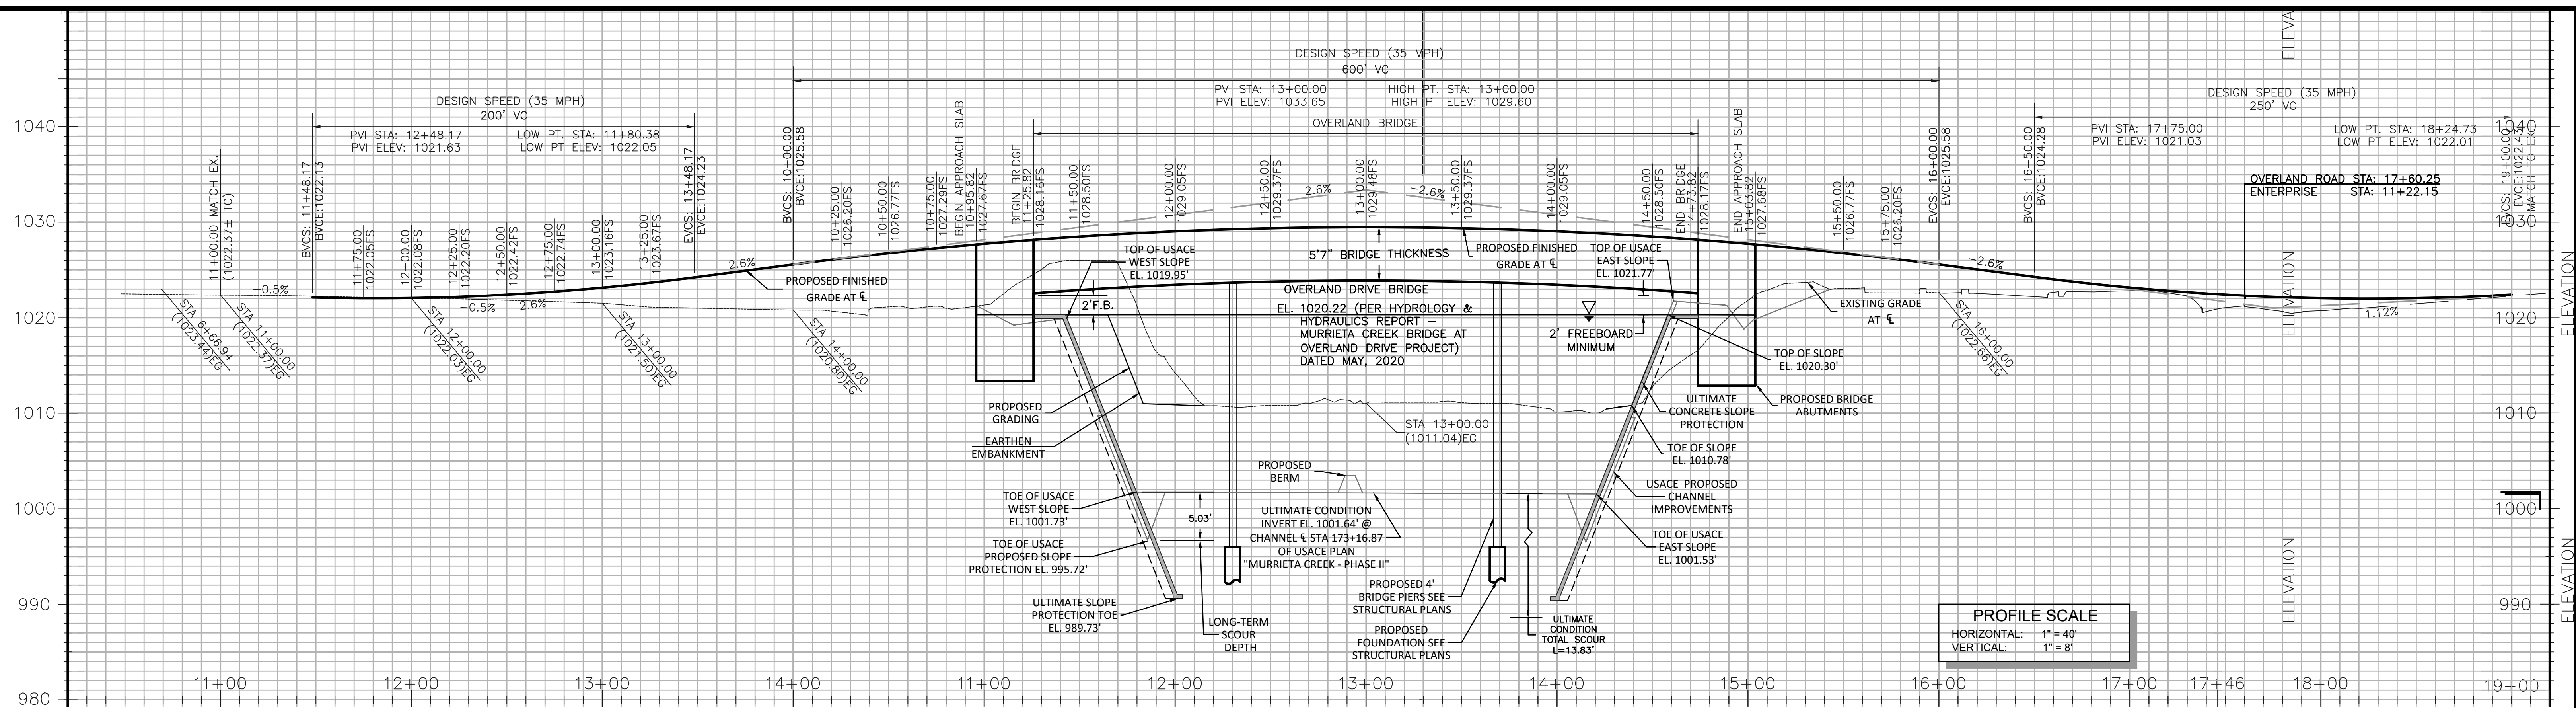 ELEVA
DESIGN SPEED (35 MPH)
600' VC
PVI STA: 13+00.00
PVI ELEV: 1033.65
HIGH PT. STA: 13+00.00
HIGH PT ELEV: 1029.60
OVERLAND BRIDGE
DESIGN SPEED (35 MPH)
200' VC
PVI STA: 12+48.17
PVI ELEV: 1021.63
LOW PT. STA: 11+80.38
LOW PT ELEV: 1022.05
DESIGN SPEED (35 MPH)
250' VC
PVI STA: 17+75.00
PVI ELEV: 1021.03
LOW PT. STA: 18+24.73
LOW PT ELEV: 1022.01
OVERLAND ROAD STA: 17+60.25
ENTERPRISE STA: 11+22.15
1040
1030
1020
1010
1000
990
980
11+00.00 MATCH EX.
(1022.37± TC)
BVCS: 11+48.17
BVCE:1022.13
11+75.00
1022.05FS
12+00.00
1022.08FS
12+25.00
1022.20FS
12+50.00
1022.42FS
12+75.00
1022.74FS
13+00.00
1023.16FS
13+25.00
1023.67FS
EVCS: 13+48.17
EVCE:1024.23
BVCS: 10+00.00
BVCE:1025.58
10+25.00
1026.20FS
10+50.00
1026.77FS
10+75.00
1027.29FS
BEGIN APPROACH SLAB
10+95.82
1027.67FS
BEGIN BRIDGE
11+25.82
1028.16FS
11+50.00
1028.50FS
12+00.00
1029.05FS
12+50.00
1029.37FS
13+00.00
1029.48FS
13+50.00
1029.37FS
14+00.00
1029.05FS
14+50.00
1028.50FS
END BRIDGE
14+73.82
1028.17FS
END APPROACH SLAB
15+03.82
1027.68FS
15+50.00
1026.77FS
15+75.00
1026.20FS
EVCS: 16+00.00
EVCE:1025.58
BVCS: 16+50.00
BVCE:1024.28
EVCS: 19+00.00
EVCE:1022.43
MATCH TO EX.
1040
1030
1020
1010
1000
990
-0.5%
-0.5%
2.6%
2.6%
2.6%
-2.6%
-2.6%
1.12%
STA 6+66.94
(1023.44)EG
STA 11+00.00
(1022.37)EG
STA 12+00.00
(1022.03)EG
STA 13+00.00
(1021.50)EG
STA 14+00.00
(1020.80)EG
STA 13+00.00
(1011.04)EG
STA 16+00.00
(1022.66)EG
PROPOSED FINISHED
GRADE AT ℄
TOP OF USACE
WEST SLOPE
EL. 1019.95'
2'F.B.
5'7" BRIDGE THICKNESS
PROPOSED FINISHED
GRADE AT ℄
TOP OF USACE
EAST SLOPE
EL. 1021.77'
OVERLAND DRIVE BRIDGE
EL. 1020.22 (PER HYDROLOGY &
HYDRAULICS REPORT –
MURRIETA CREEK BRIDGE AT
OVERLAND DRIVE PROJECT)
DATED MAY, 2020
2' FREEBOARD
MINIMUM
EXISTING GRADE
AT ℄
TOP OF SLOPE
EL. 1020.30'
PROPOSED
GRADING
EARTHEN
EMBANKMENT
ULTIMATE
CONCRETE SLOPE
PROTECTION
PROPOSED BRIDGE
ABUTMENTS
TOE OF SLOPE
EL. 1010.78'
PROPOSED
BERM
USACE PROPOSED
CHANNEL
IMPROVEMENTS
TOE OF USACE
WEST SLOPE
EL. 1001.73'
5.03'
ULTIMATE CONDITION
INVERT EL. 1001.64' @
CHANNEL ℄ STA 173+16.87
OF USACE PLAN
"MURRIETA CREEK - PHASE II"
TOE OF USACE
PROPOSED SLOPE
PROTECTION EL. 995.72'
TOE OF USACE
EAST SLOPE
EL. 1001.53'
PROPOSED 4'
BRIDGE PIERS SEE
STRUCTURAL PLANS
ULTIMATE SLOPE
PROTECTION TOE
EL. 989.73'
LONG-TERM
SCOUR
DEPTH
PROPOSED
FOUNDATION SEE
STRUCTURAL PLANS
ULTIMATE
CONDITION
TOTAL SCOUR
L=13.83'
ELEVATION
ELEVATION
ELEVATION
ELEVATION
PROFILE SCALE
HORIZONTAL: 1" = 40'
VERTICAL: 1" = 8'
11+00
12+00
13+00
14+00
11+00
12+00
13+00
14+00
15+00
16+00
17+00
17+46
18+00
19+00